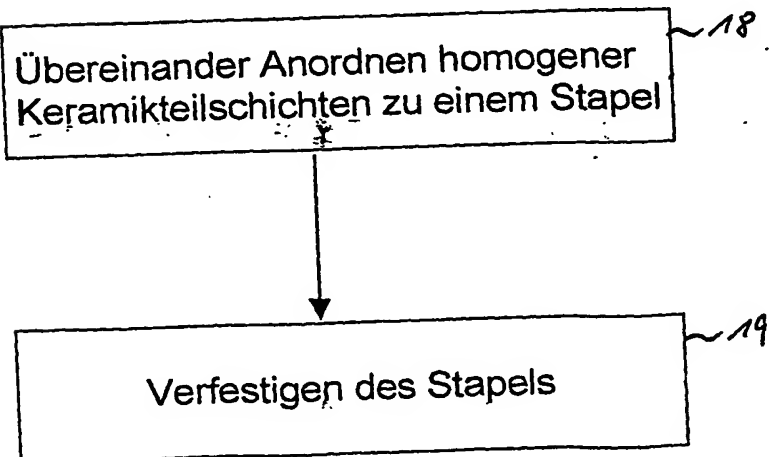 Übereinander Anordnen homogener
Keramikteilschichten zu einem Stapel
18
Verfestigen des Stapels
19